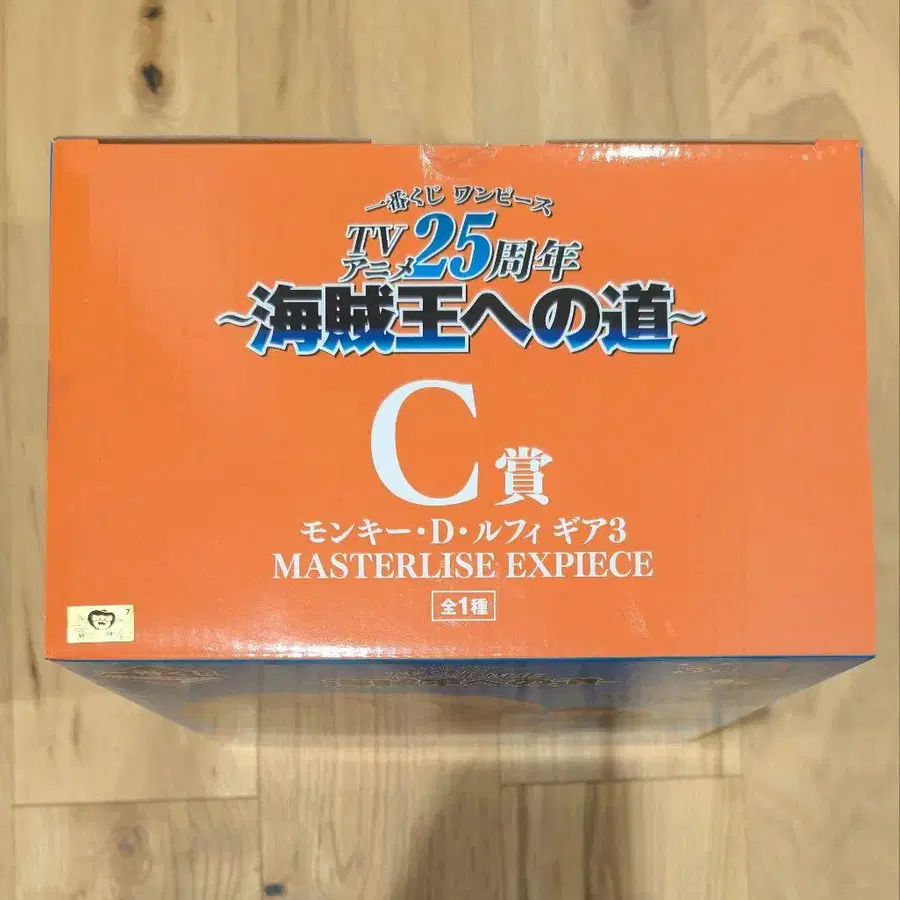 一番くじ ワンピース
TVアニメ25周年
～海賊王への道～
C賞
モンキー・D・ルフィ ギア3
MASTERLISE EXPIECE
全1種